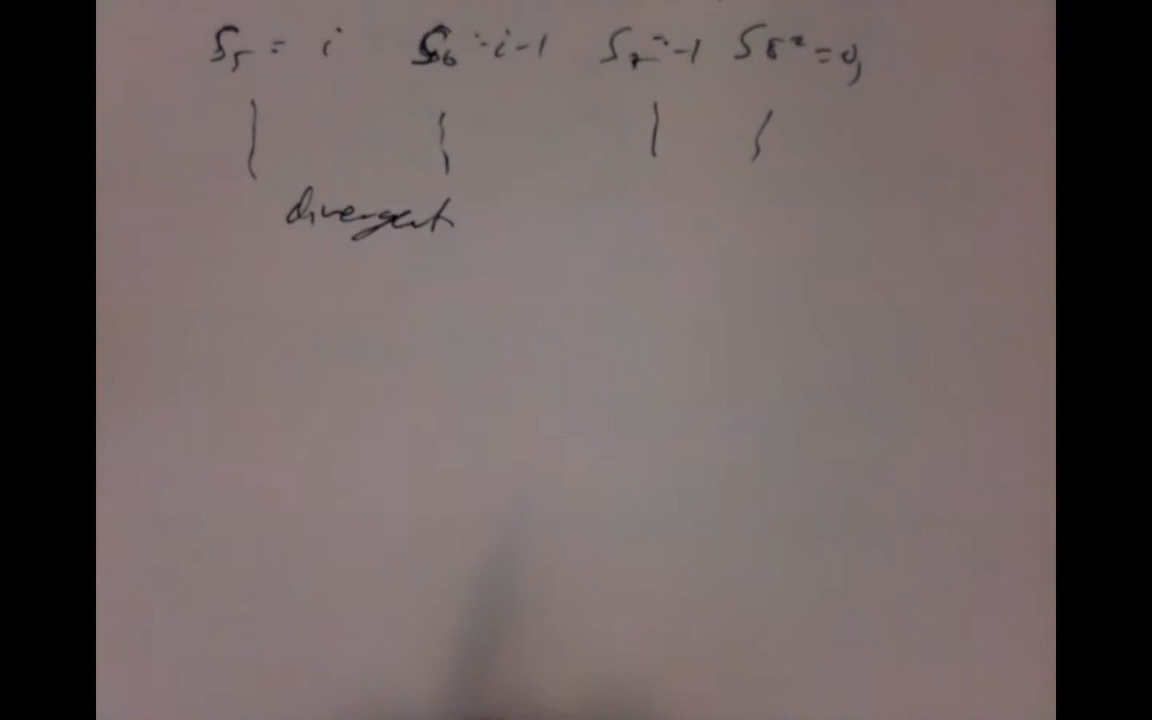 S₅ = i S₆ = i-1 S₇ = -1 S₈ = 0,
divergent